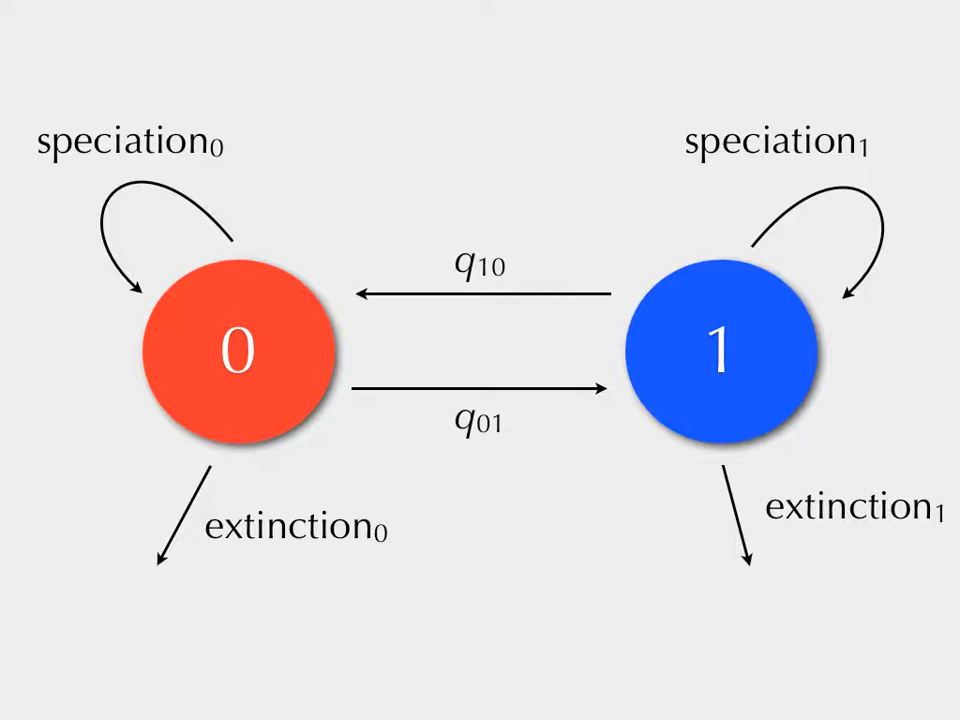 speciation₀
speciation₁
q₁₀
0
1
q₀₁
extinction₀
extinction₁